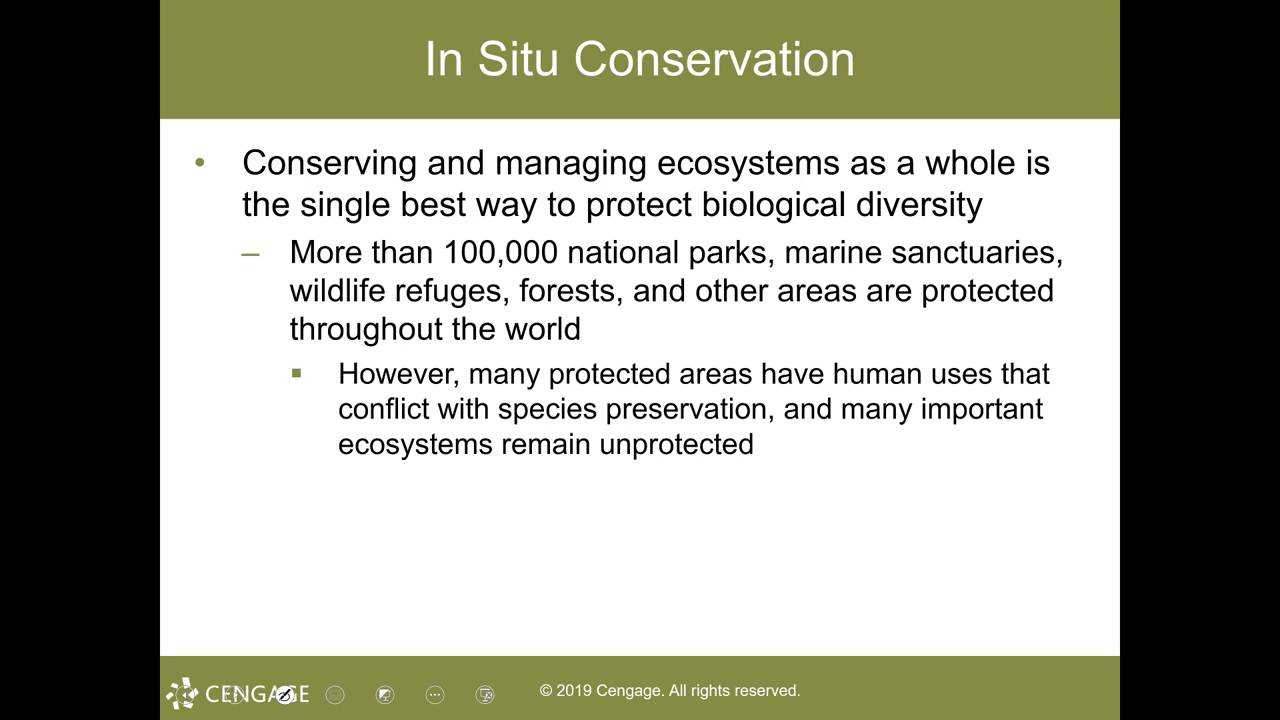 In Situ Conservation
• Conserving and managing ecosystems as a whole is
the single best way to protect biological diversity
– More than 100,000 national parks, marine sanctuaries,
wildlife refuges, forests, and other areas are protected
throughout the world
▪ However, many protected areas have human uses that
conflict with species preservation, and many important
ecosystems remain unprotected
CENGAGE
© 2019 Cengage. All rights reserved.